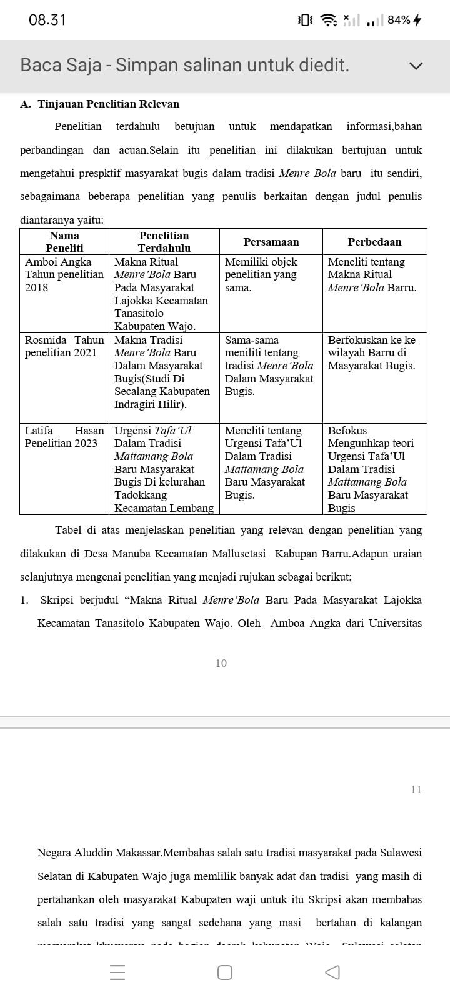 08.31
84%
Baca Saja - Simpan salinan untuk diedit.
A. Tinjauan Penelitian Relevan
Penelitian terdahulu betujuan untuk mendapatkan informasi,bahan
perbandingan dan acuan.Selain itu penelitian ini dilakukan bertujuan untuk
mengetahui prespktif masyarakat bugis dalam tradisi Menre Bola baru itu sendiri,
sebagaimana beberapa penelitian yang penulis berkaitan dengan judul penulis
diantaranya yaitu:
Nama
Peneliti
Penelitian
Terdahulu
Persamaan
Perbedaan
Amboi Angka
Tahun penelitian
2018
Makna Ritual
Menre'Bola Baru
Pada Masyarakat
Lajokka Kecamatan
Tanasitolo
Kabupaten Wajo.
Memiliki objek
penelitian yang
sama.
Meneliti tentang
Makna Ritual
Menre'Bola Barru.
Rosmida Tahun
penelitian 2021
Makna Tradisi
Menre'Bola Baru
Dalam Masyarakat
Bugis(Studi Di
Secalang Kabupaten
Indragiri Hilir).
Sama-sama
meniliti tentang
tradisi Menre'Bola
Dalam Masyarakat
Bugis.
Berfokuskan ke ke
wilayah Barru di
Masyarakat Bugis.
Latifa Hasan
Penelitian 2023
Urgensi Tafa'Ul
Dalam Tradisi
Mattamang Bola
Baru Masyarakat
Bugis Di kelurahan
Tadokkang
Kecamatan Lembang
Meneliti tentang
Urgensi Tafa'Ul
Dalam Tradisi
Mattamang Bola
Baru Masyarakat
Bugis.
Befokus
Mengunhkap teori
Urgensi Tafa'Ul
Dalam Tradisi
Mattamang Bola
Baru Masyarakat
Bugis
Tabel di atas menjelaskan penelitian yang relevan dengan penelitian yang
dilakukan di Desa Manuba Kecamatan Mallusetasi Kabupan Barru.Adapun uraian
selanjutnya mengenai penelitian yang menjadi rujukan sebagai berikut;
1. Skripsi berjudul “Makna Ritual Menre'Bola Baru Pada Masyarakat Lajokka
Kecamatan Tanasitolo Kabupaten Wajo. Oleh Amboa Angka dari Universitas
10
11
Negara Aluddin Makassar.Membahas salah satu tradisi masyarakat pada Sulawesi
Selatan di Kabupaten Wajo juga memlilik banyak adat dan tradisi yang masih di
pertahankan oleh masyarakat Kabupaten waji untuk itu Skripsi akan membahas
salah satu tradisi yang sangat sedehana yang masi bertahan di kalangan